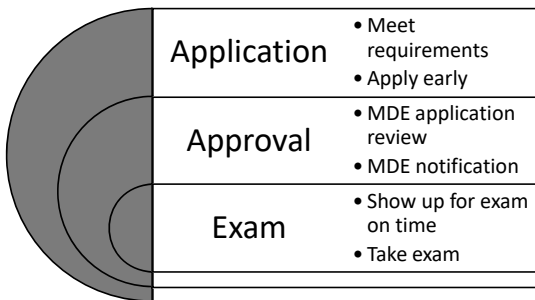 Application
• Meet
requirements
• Apply early
Approval
• MDE application
review
• MDE notification
Exam
• Show up for exam
on time
• Take exam